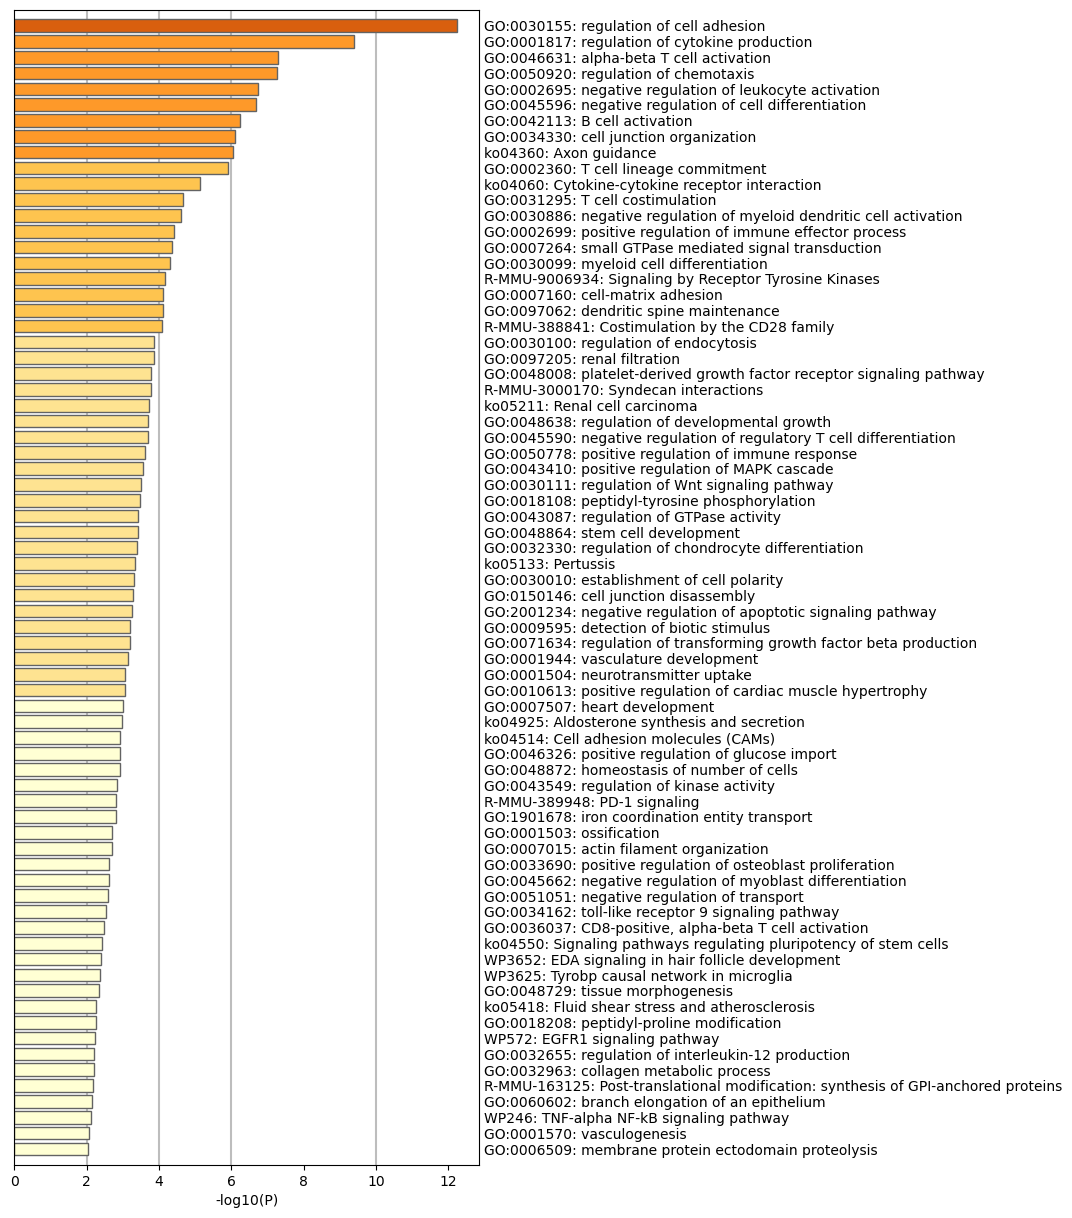 GO:0030155: regulation of cell adhesion
GO:0001817: regulation of cytokine production
GO:0046631: alpha-beta T cell activation
GO:0050920: regulation of chemotaxis
GO:0002695: negative regulation of leukocyte activation
GO:0045596: negative regulation of cell differentiation
GO:0042113: B cell activation
GO:0034330: cell junction organization
ko04360: Axon guidance
GO:0002360: T cell lineage commitment
ko04060: Cytokine-cytokine receptor interaction
GO:0031295: T cell costimulation
GO:0030886: negative regulation of myeloid dendritic cell activation
GO:0002699: positive regulation of immune effector process
GO:0007264: small GTPase mediated signal transduction
GO:0030099: myeloid cell differentiation
R-MMU-9006934: Signaling by Receptor Tyrosine Kinases
GO:0007160: cell-matrix adhesion
GO:0097062: dendritic spine maintenance
R-MMU-388841: Costimulation by the CD28 family
GO:0030100: regulation of endocytosis
GO:0097205: renal filtration
GO:0048008: platelet-derived growth factor receptor signaling pathway
R-MMU-3000170: Syndecan interactions
ko05211: Renal cell carcinoma
GO:0048638: regulation of developmental growth
GO:0045590: negative regulation of regulatory T cell differentiation
GO:0050778: positive regulation of immune response
GO:0043410: positive regulation of MAPK cascade
GO:0030111: regulation of Wnt signaling pathway
GO:0018108: peptidyl-tyrosine phosphorylation
GO:0043087: regulation of GTPase activity
GO:0048864: stem cell development
GO:0032330: regulation of chondrocyte differentiation
ko05133: Pertussis
GO:0030010: establishment of cell polarity
GO:0150146: cell junction disassembly
GO:2001234: negative regulation of apoptotic signaling pathway
GO:0009595: detection of biotic stimulus
GO:0071634: regulation of transforming growth factor beta production
GO:0001944: vasculature development
GO:0001504: neurotransmitter uptake
GO:0010613: positive regulation of cardiac muscle hypertrophy
GO:0007507: heart development
ko04925: Aldosterone synthesis and secretion
ko04514: Cell adhesion molecules (CAMs)
GO:0046326: positive regulation of glucose import
GO:0048872: homeostasis of number of cells
GO:0043549: regulation of kinase activity
R-MMU-389948: PD-1 signaling
GO:1901678: iron coordination entity transport
GO:0001503: ossification
GO:0007015: actin filament organization
GO:0033690: positive regulation of osteoblast proliferation
GO:0045662: negative regulation of myoblast differentiation
GO:0051051: negative regulation of transport
GO:0034162: toll-like receptor 9 signaling pathway
GO:0036037: CD8-positive, alpha-beta T cell activation
ko04550: Signaling pathways regulating pluripotency of stem cells
WP3652: EDA signaling in hair follicle development
WP3625: Tyrobp causal network in microglia
GO:0048729: tissue morphogenesis
ko05418: Fluid shear stress and atherosclerosis
GO:0018208: peptidyl-proline modification
WP572: EGFR1 signaling pathway
GO:0032655: regulation of interleukin-12 production
GO:0032963: collagen metabolic process
R-MMU-163125: Post-translational modification: synthesis of GPI-anchored proteins
GO:0060602: branch elongation of an epithelium
WP246: TNF-alpha NF-kB signaling pathway
GO:0001570: vasculogenesis
GO:0006509: membrane protein ectodomain proteolysis
0 2 4 6 8 10 12
-log10(P)